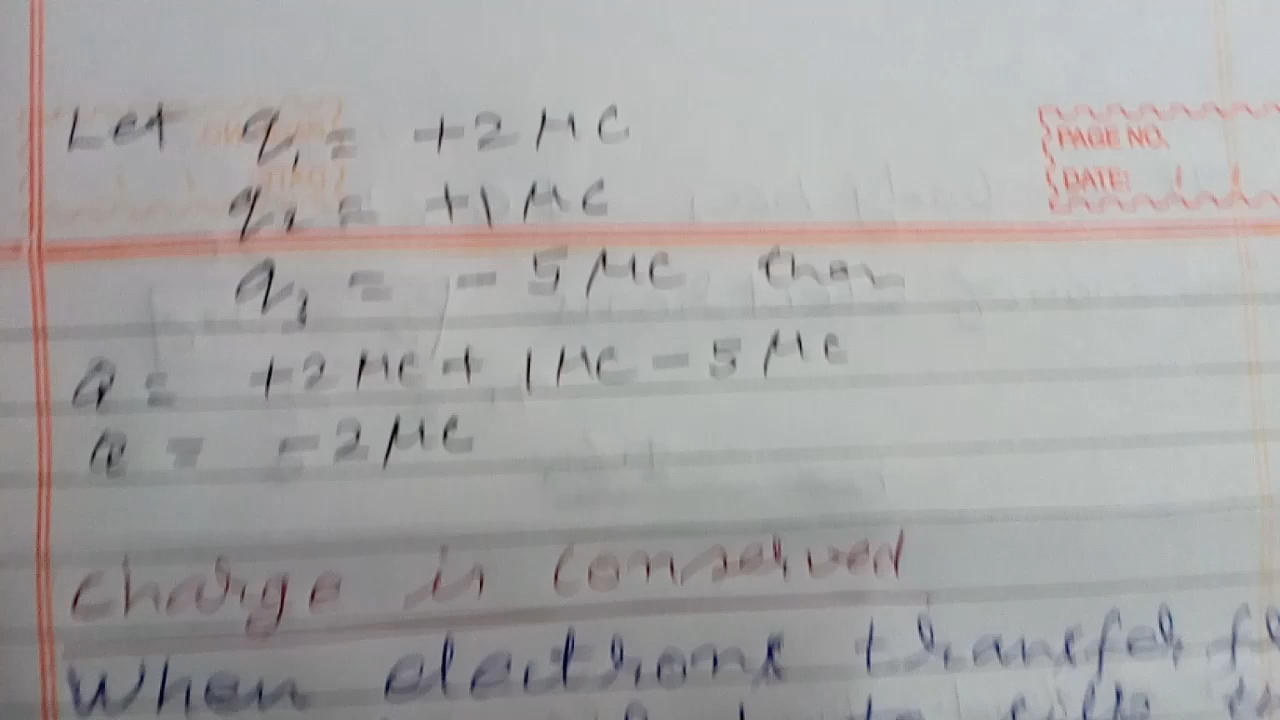 Let q1 = +2 μC
PAGE NO.
DATE: / /
q2 = +1 μC
q1 = - 5 μC then
Q = +2 μC + 1 μC - 5 μC
Q = - 2 μC
Charge is conserved
When electrons transfer